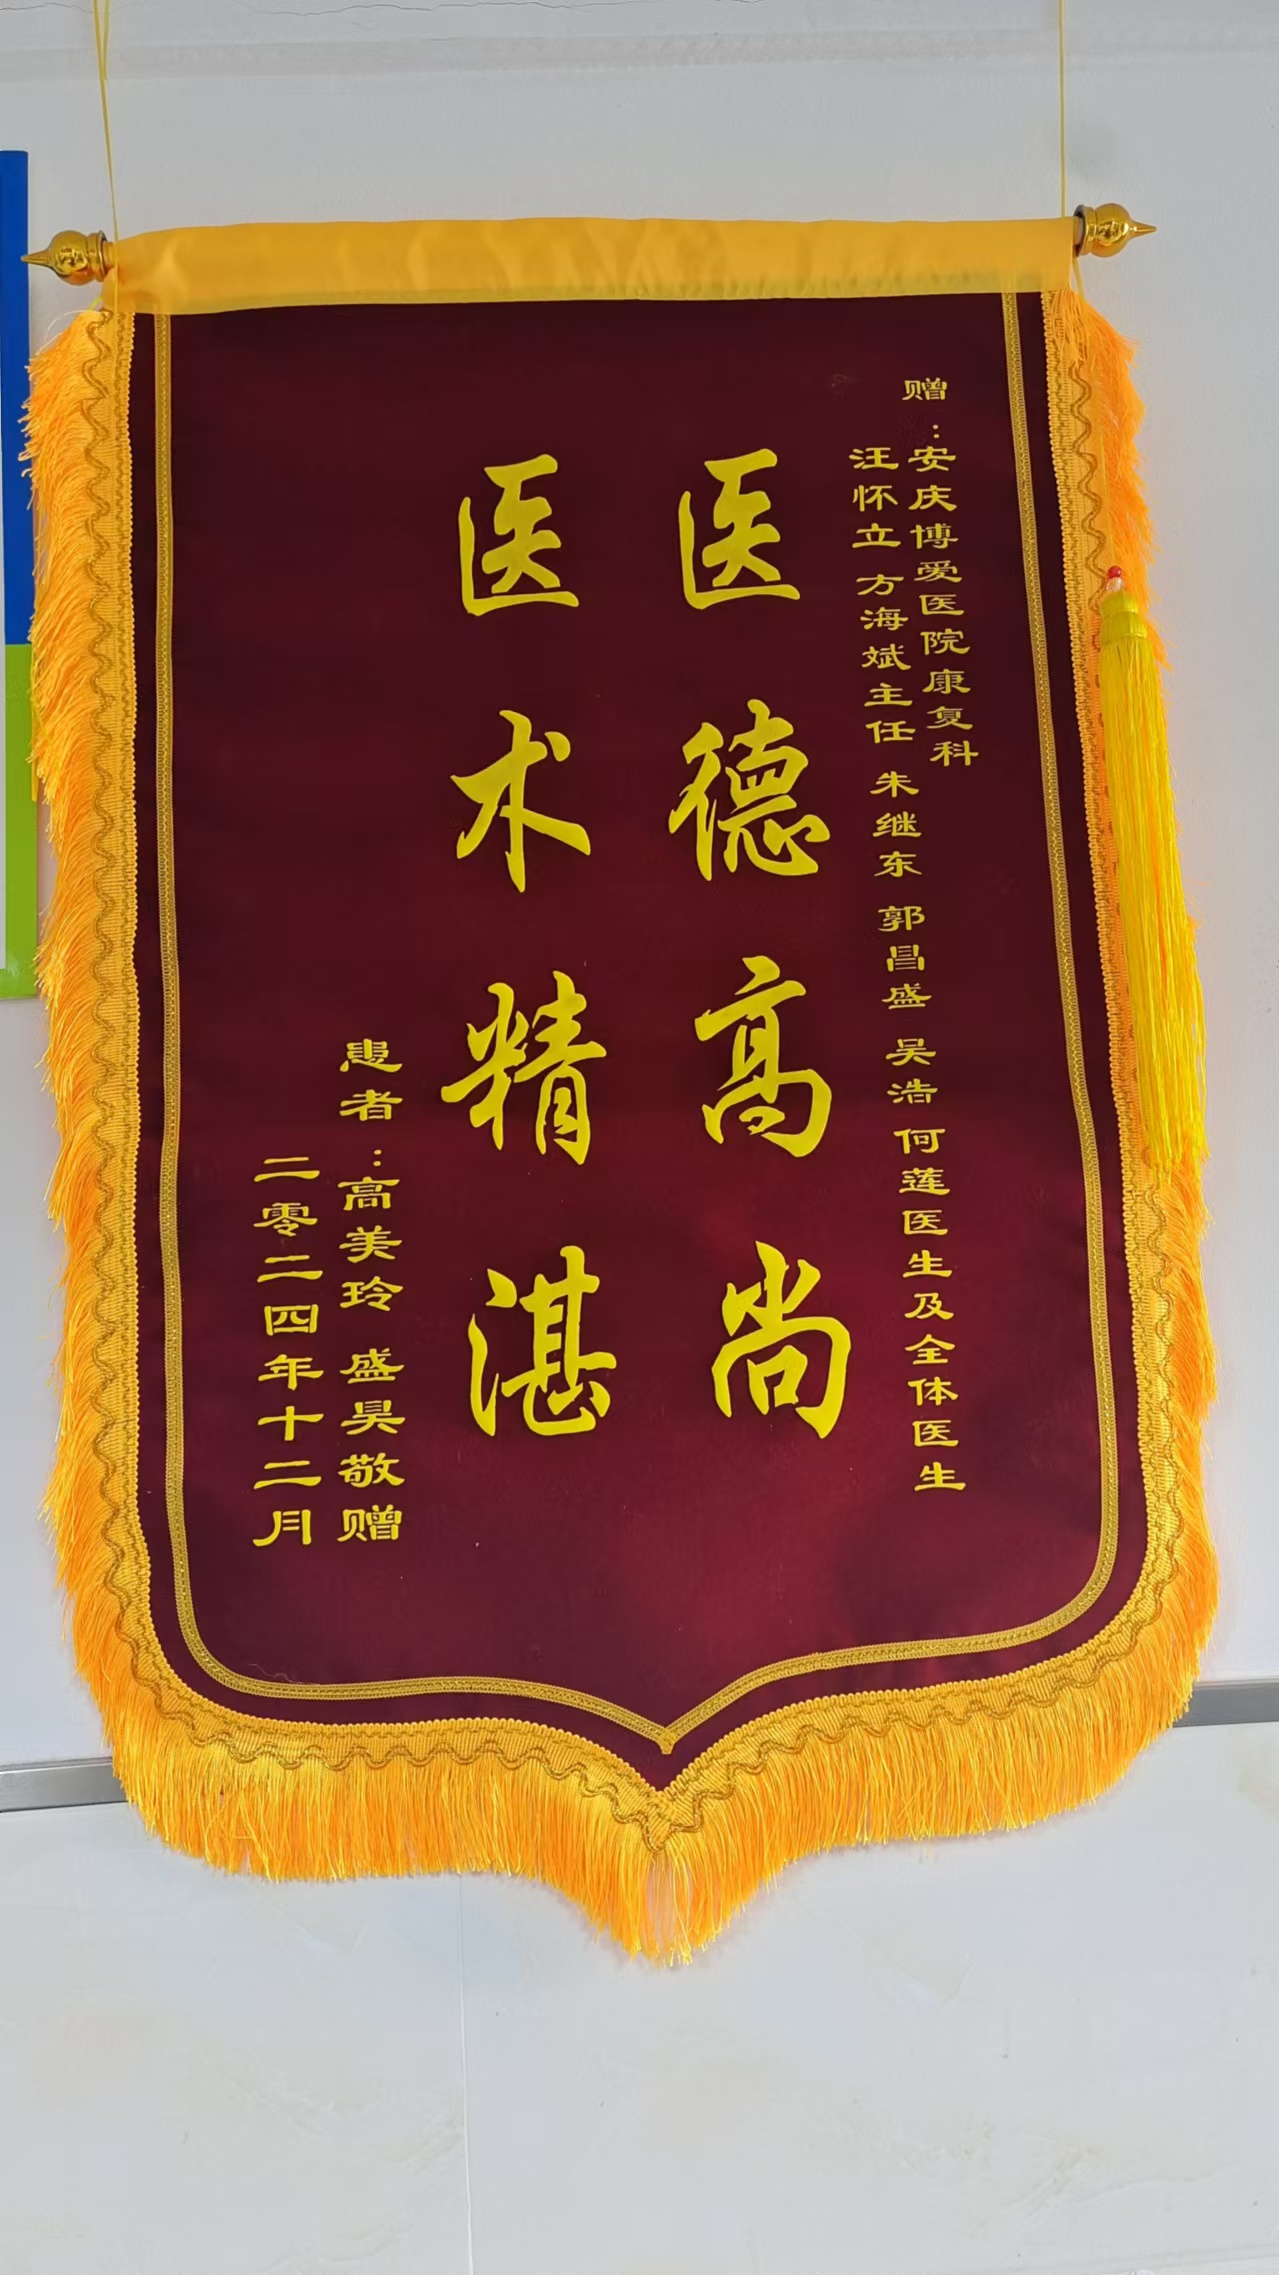 赠：安庆博爱医院康复科
汪怀立 方海斌主任 朱继东 郭昌盛 吴浩 何莲医生及全体医生
医德高尚
医术精湛
患者：高美玲 盛昊敬赠
二零二四年十二月